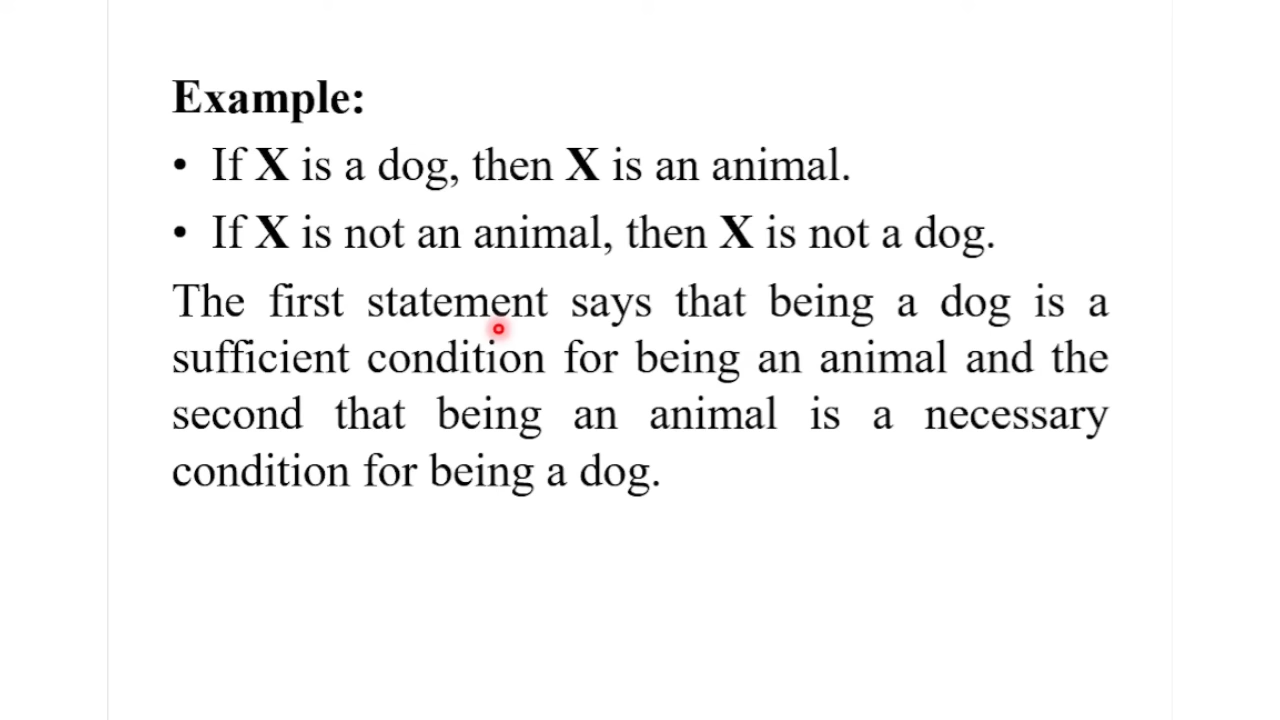 Example:
• If X is a dog, then X is an animal.
• If X is not an animal, then X is not a dog.
The first statement says that being a dog is a
sufficient condition for being an animal and the
second that being an animal is a necessary
condition for being a dog.